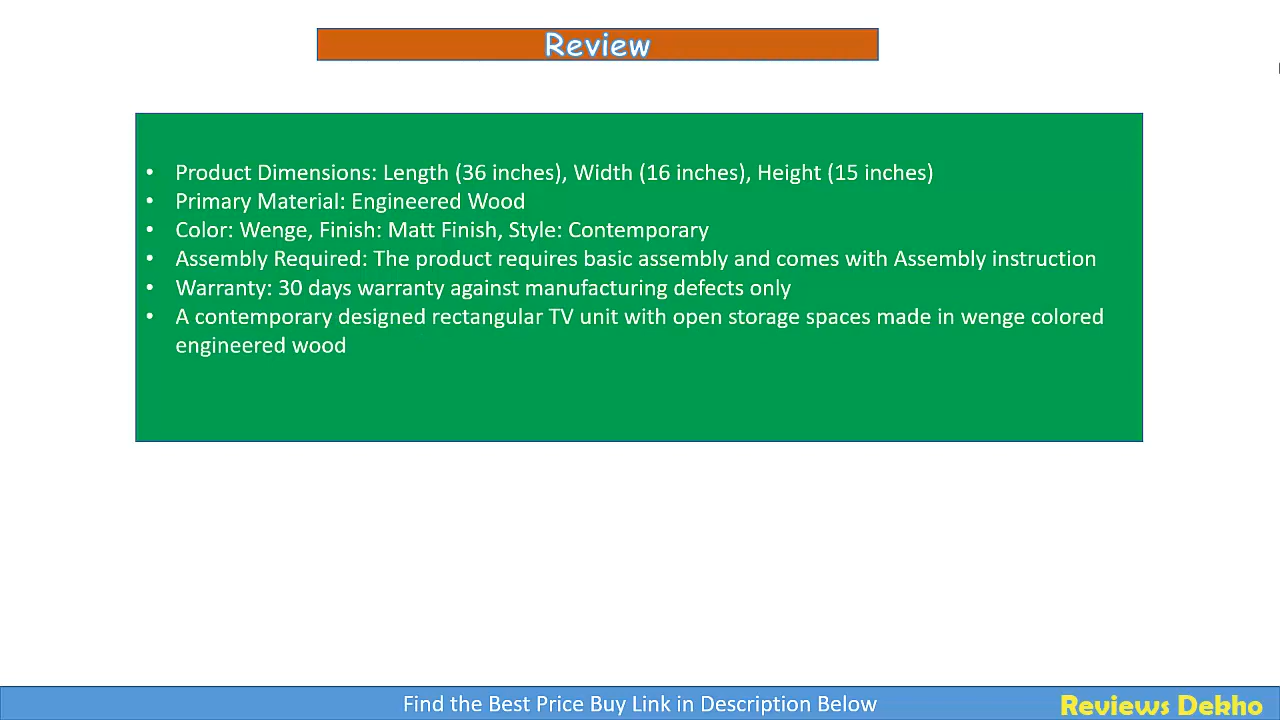 Review
• Product Dimensions: Length (36 inches), Width (16 inches), Height (15 inches)
• Primary Material: Engineered Wood
• Color: Wenge, Finish: Matt Finish, Style: Contemporary
• Assembly Required: The product requires basic assembly and comes with Assembly instruction
• Warranty: 30 days warranty against manufacturing defects only
• A contemporary designed rectangular TV unit with open storage spaces made in wenge colored
engineered wood
Find the Best Price Buy Link in Description Below
Reviews Dekho